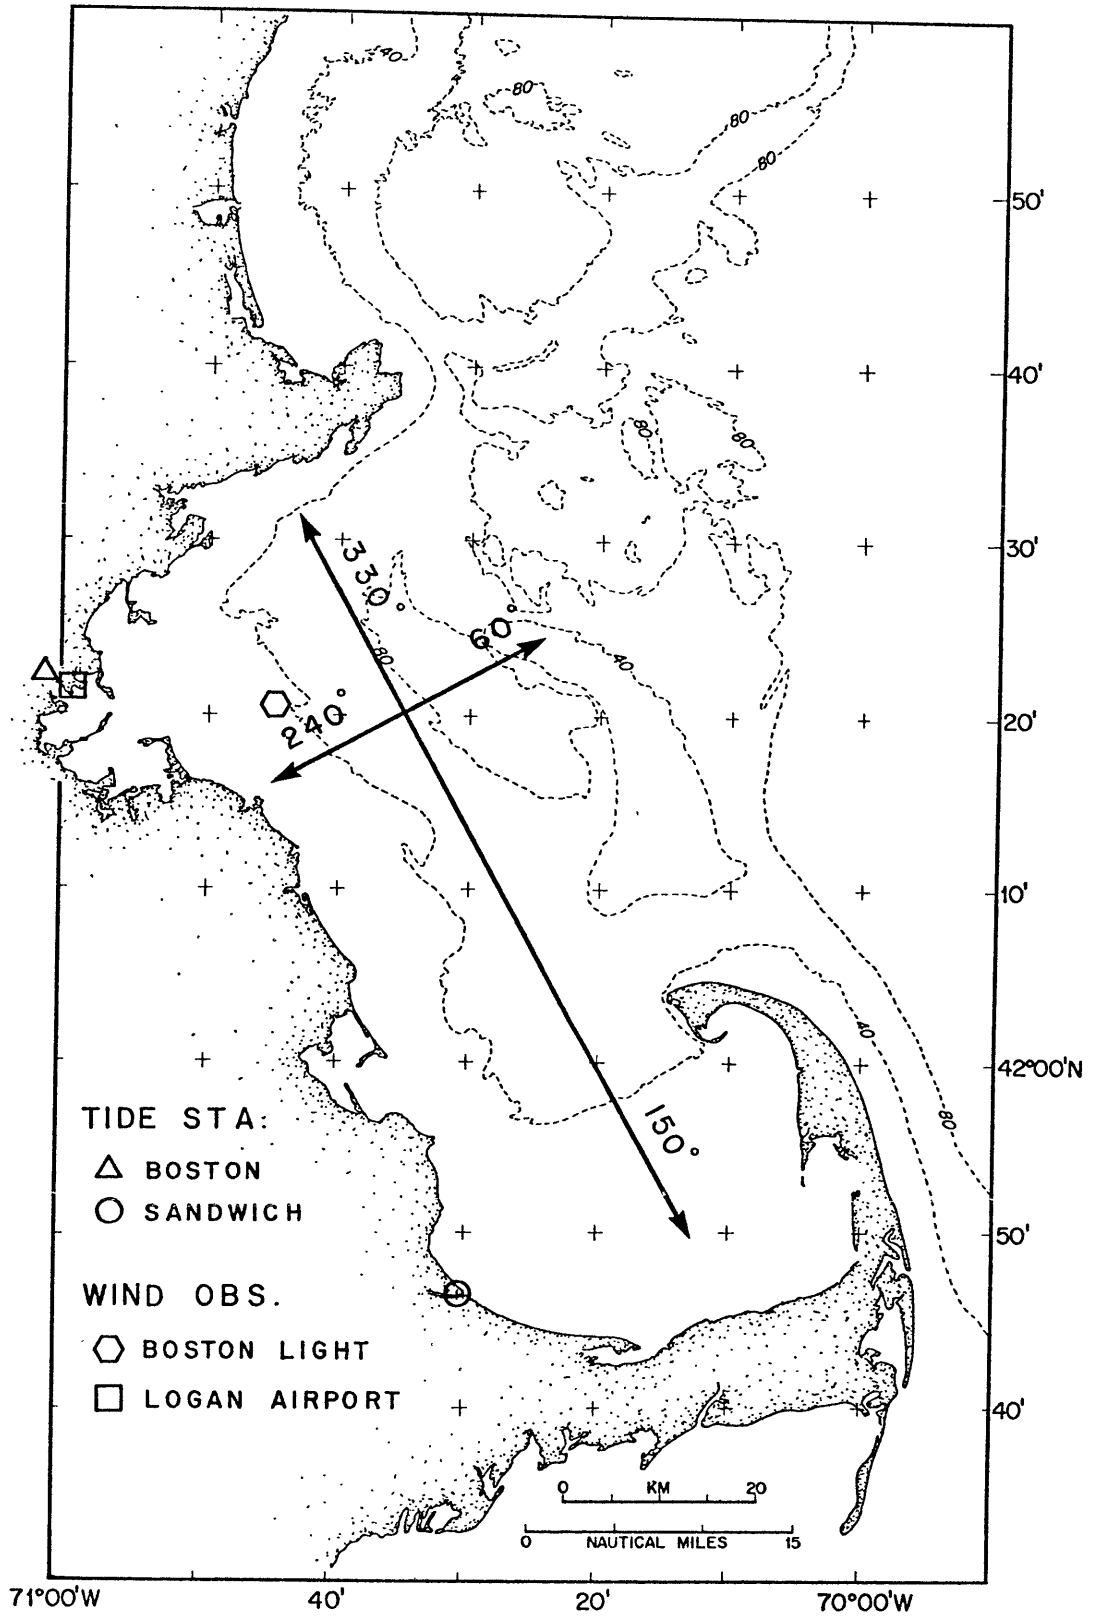 40
80
80
80
50'
40'
80
80
330°
30'
60°
80
40
240°
20'
10'
40
42°00'N
80
150°
TIDE STA:
BOSTON
SANDWICH
50'
WIND OBS.
BOSTON LIGHT
LOGAN AIRPORT
40'
0 KM 20
0 NAUTICAL MILES 15
71°00'W 40' 20' 70°00'W